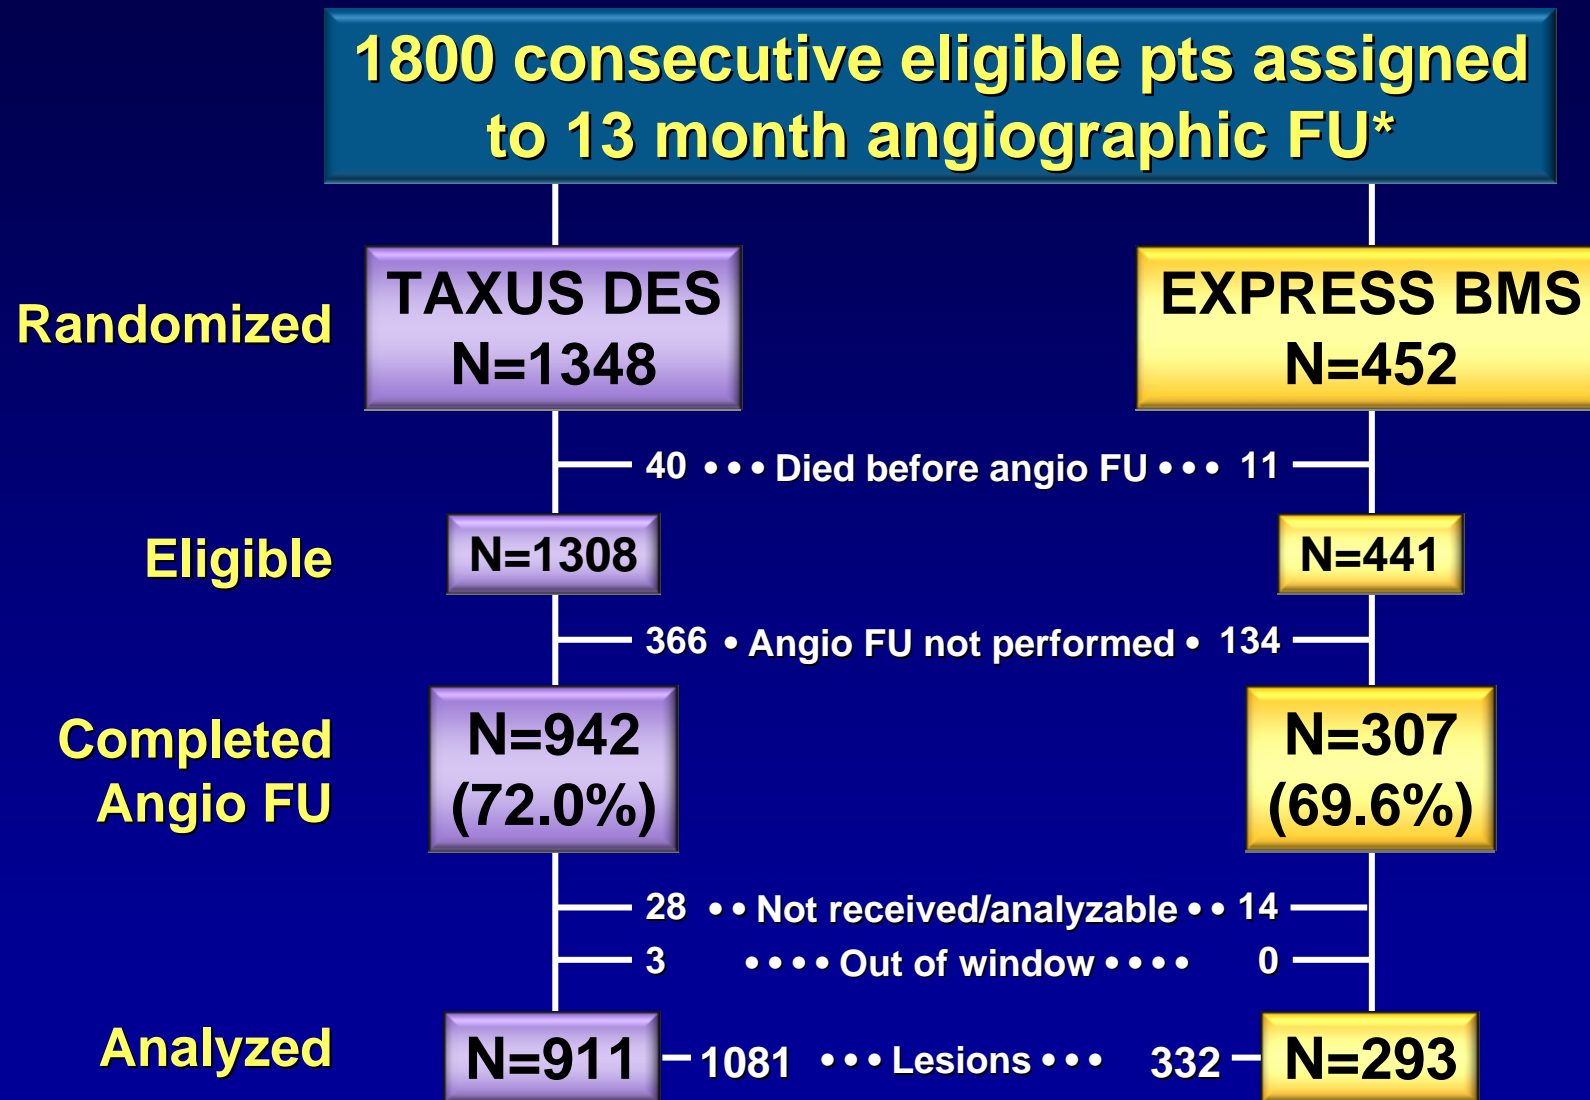 1800 consecutive eligible pts assigned
to 13 month angiographic FU*
Randomized
TAXUS DES
N=1348
EXPRESS BMS
N=452
40 • • • Died before angio FU • • • 11
Eligible
N=1308
N=441
366 • Angio FU not performed • 134
Completed
Angio FU
N=942
(72.0%)
N=307
(69.6%)
28 • • Not received/analyzable • • 14
3 • • • • Out of window • • • • 0
Analyzed
N=911
1081 • • • Lesions • • • 332
N=293